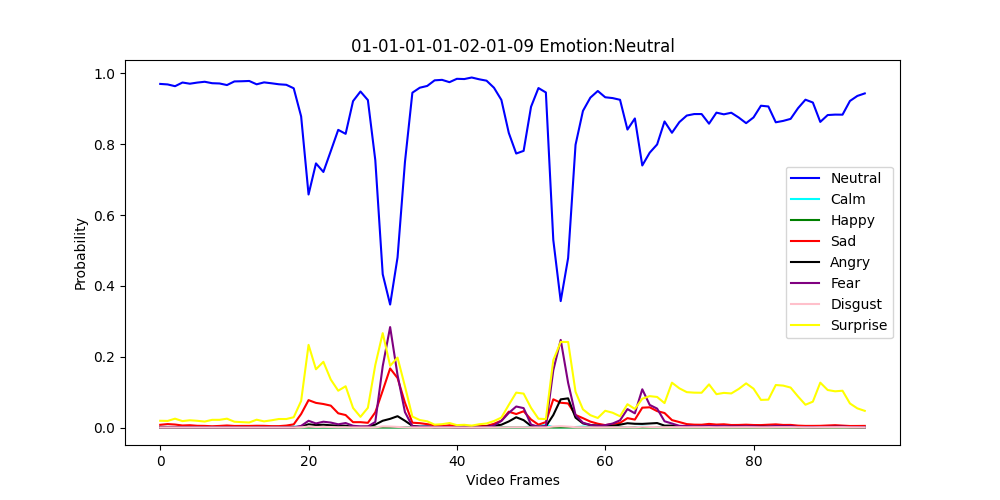 01-01-01-01-02-01-09 Emotion:Neutral
1.0
0.8
0.6
0.4
0.2
0.0
Probability
0
20
40
60
80
Video Frames
Neutral
Calm
Happy
Sad
Angry
Fear
Disgust
Surprise